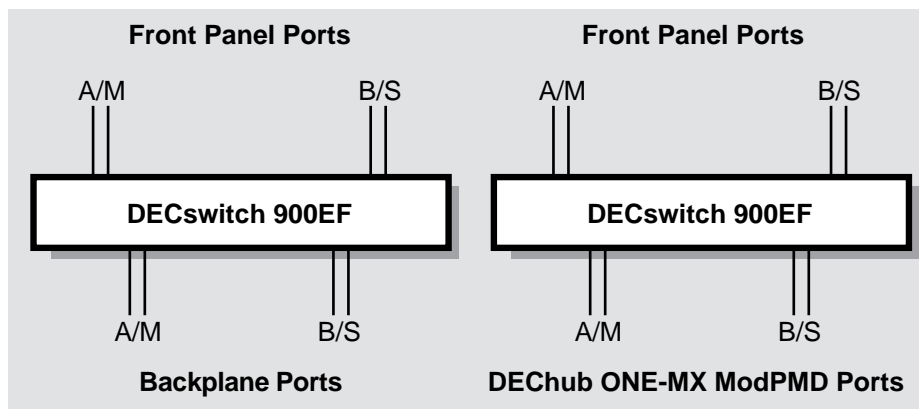 Front Panel Ports
A/M B/S
DECswitch 900EF
A/M B/S
Backplane Ports
Front Panel Ports
A/M B/S
DECswitch 900EF
A/M B/S
DEChub ONE-MX ModPMD Ports